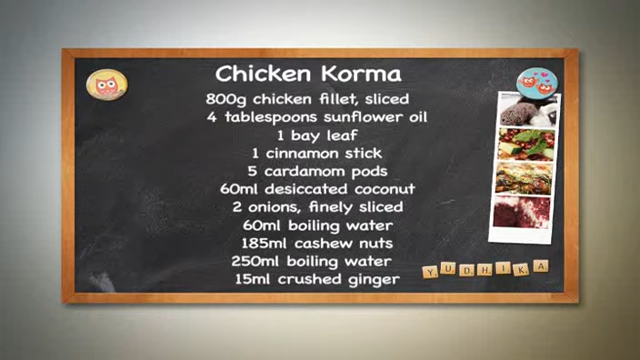 Chicken Korma
800g chicken fillet, sliced
4 tablespoons sunflower oil
1 bay leaf
1 cinnamon stick
5 cardamom pods
60ml desiccated coconut
2 onions, finely sliced
60ml boiling water
185ml cashew nuts
250ml boiling water
15ml crushed ginger
YUDHIKA